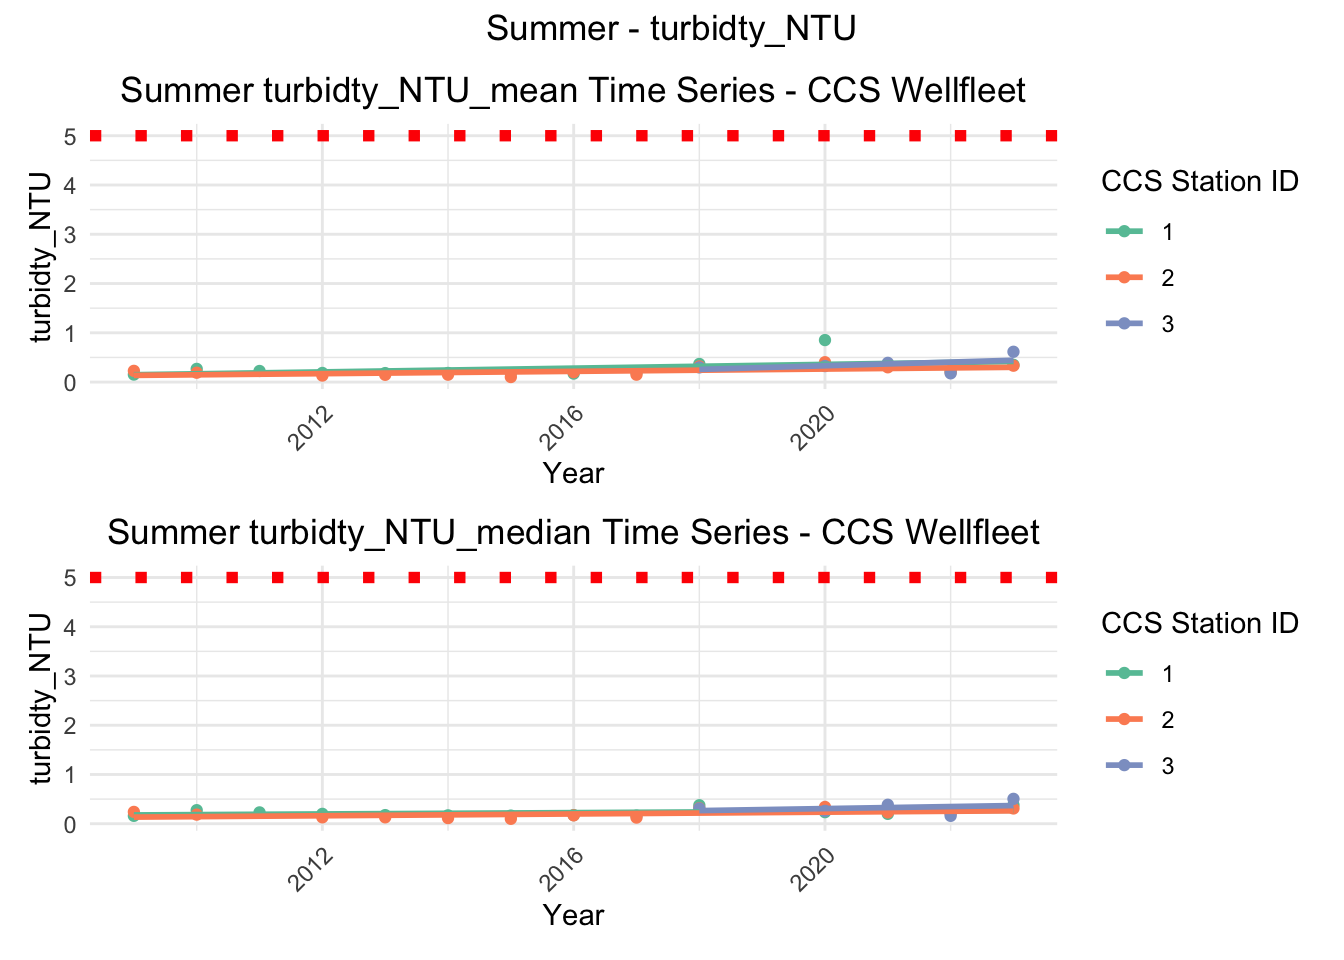 Summer - turbidty_NTU
Summer turbidty_NTU_mean Time Series - CCS Wellfleet
turbidty_NTU
5
4
3
2
1
0
2012
2016
2020
Year
CCS Station ID
1
2
3
Summer turbidty_NTU_median Time Series - CCS Wellfleet
turbidty_NTU
5
4
3
2
1
0
2012
2016
2020
Year
CCS Station ID
1
2
3